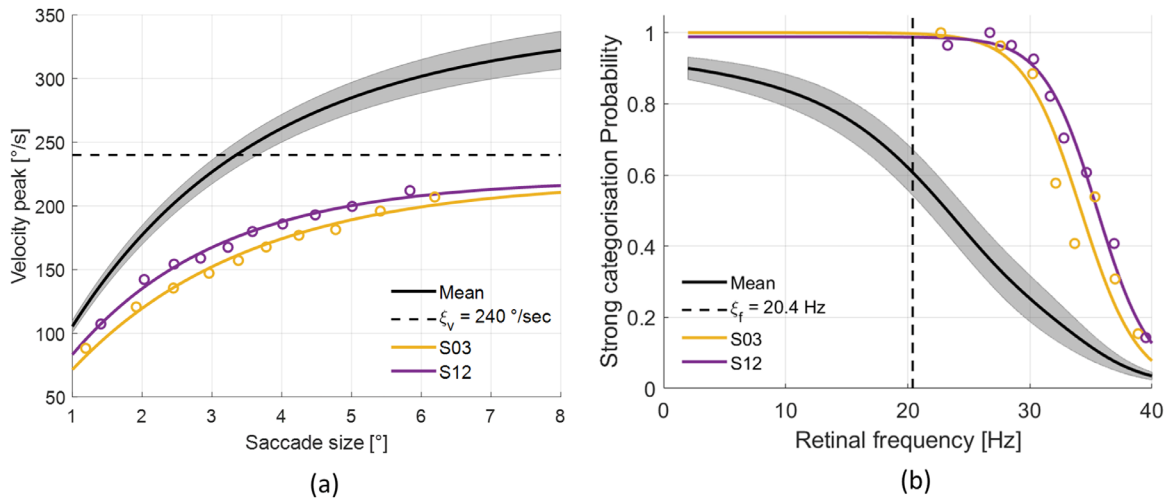 350
300
250
200
150
100
50
Velocity peak [°/s]
Mean
ξv = 240 °/sec
S03
S12
1 2 3 4 5 6 7 8
Saccade size [°]
(a)
1
0.8
0.6
0.4
0.2
0
Strong categorisation Probability
Mean
ξf = 20.4 Hz
S03
S12
0 10 20 30 40
Retinal frequency [Hz]
(b)